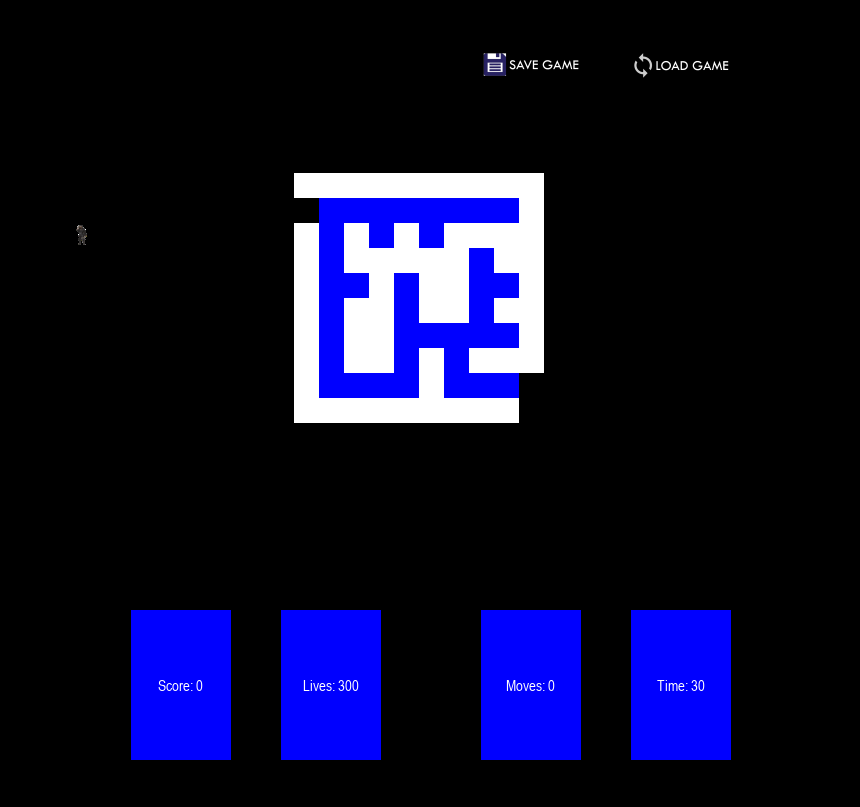 SAVE GAME
LOAD GAME
Score: 0
Lives: 300
Moves: 0
Time: 30